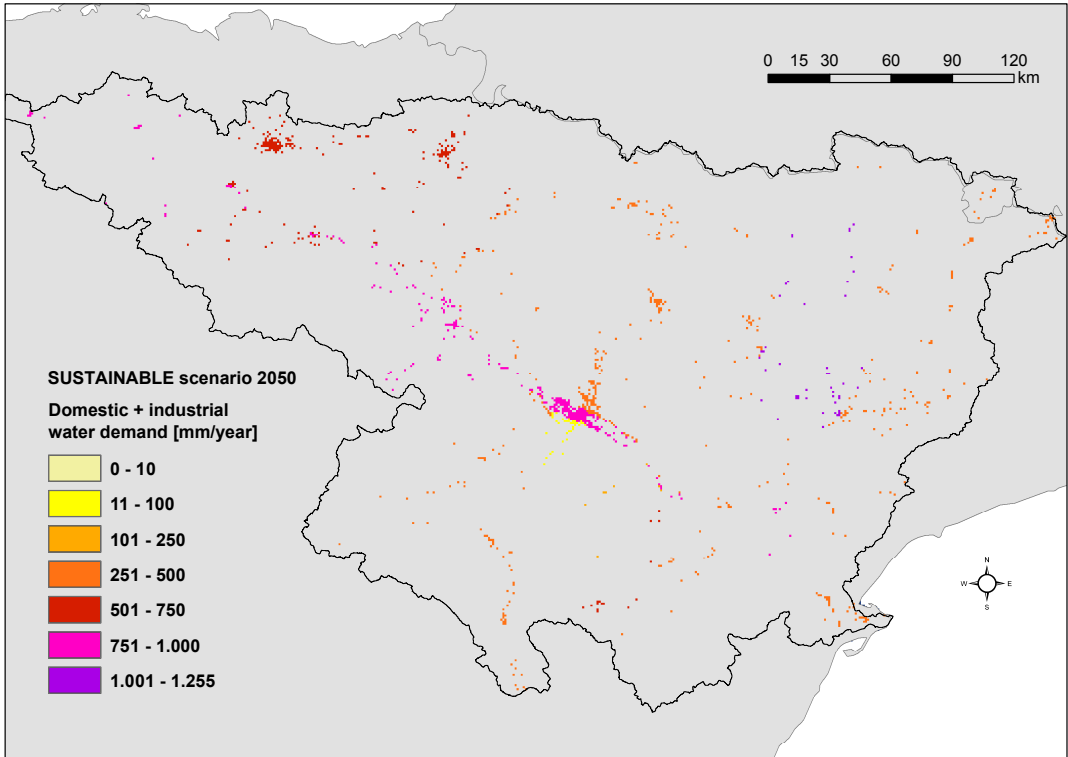 0 15 30 60 90 120
km
SUSTAINABLE scenario 2050
Domestic + industrial
water demand [mm/year]
0 - 10
11 - 100
101 - 250
251 - 500
501 - 750
751 - 1.000
1.001 - 1.255
N
W E
S